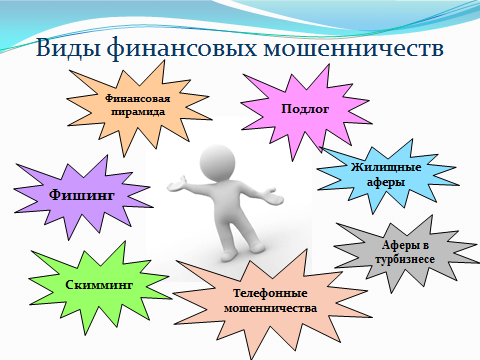 Виды финансовых мошенничеств
Финансовая
пирамида
Подлог
Жилищные
аферы
Фишинг
Аферы в
турбизнесе
Скимминг
Телефонные
мошенничества